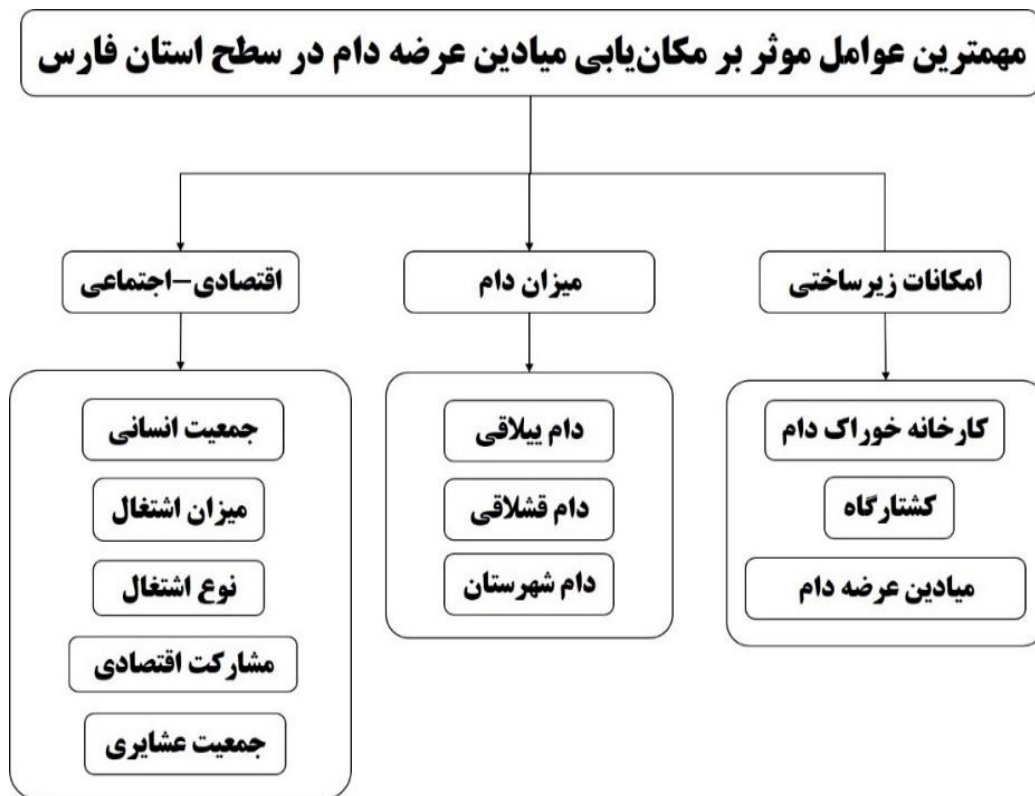 مهمترین عوامل موثر بر مکان‌یابی میادین عرضه دام در سطح استان فارس
امکانات زیرساختی
میزان دام
اقتصادی–اجتماعی
کارخانه خوراک دام
کشتارگاه
میادین عرضه دام
دام ییلاقی
دام قشلاقی
دام شهرستان
جمعیت انسانی
میزان اشتغال
نوع اشتغال
مشارکت اقتصادی
جمعیت عشایری